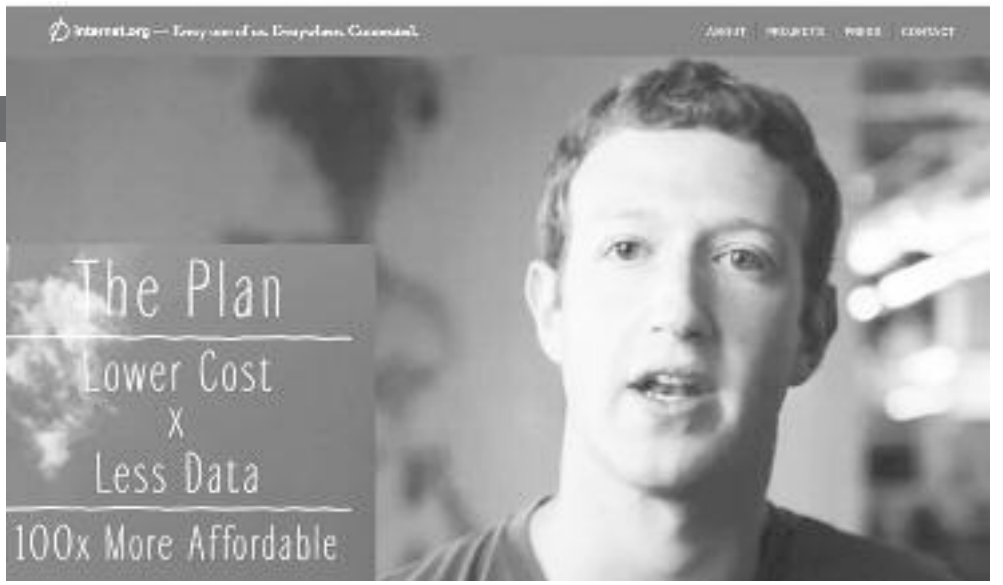 Internet.org — Every one of us. Everywhere. Connected.
ABOUT PROJECTS PRESS CONTACT
The Plan
Lower Cost
x
Less Data
100x More Affordable